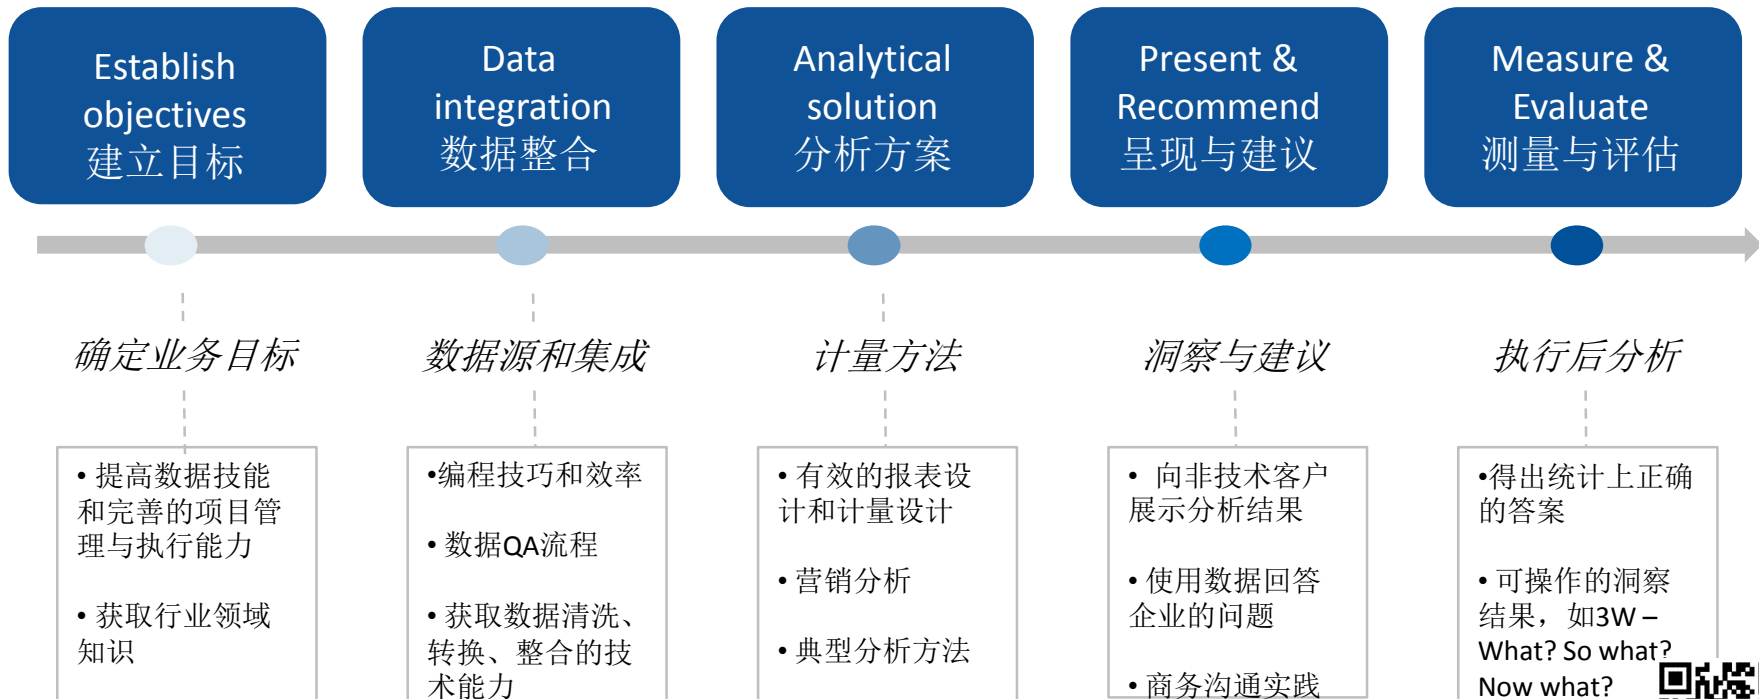 Establish
objectives
建立目标
Data
integration
数据整合
Analytical
solution
分析方案
Present &
Recommend
呈现与建议
Measure &
Evaluate
测量与评估
确定业务目标
数据源和集成
计量方法
洞察与建议
执行后分析
• 提高数据技能
和完善的项目管
理与执行能力
• 获取行业领域
知识
•编程技巧和效率
• 数据QA流程
• 获取数据清洗、
转换、整合的技
术能力
• 有效的报表设
计和计量设计
• 营销分析
• 典型分析方法
• 向非技术客户
展示分析结果
• 使用数据回答
企业的问题
• 商务沟通实践
•得出统计上正确
的答案
• 可操作的洞察
结果，如3W –
What? So what?
Now what?